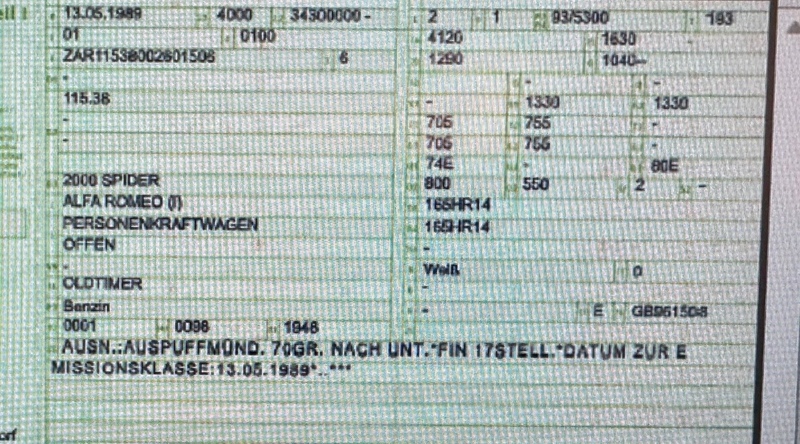 13.05.1989 4000 34300000 - 2 1 93/5300 193
01 0100 4120 1630 -
ZAR11538002601506 6 1290 1040--
- - -
115.38 - 1330 1330
- 705 755 -
- 705 755 -
74E - 80E
2000 SPIDER 800 550 2 -
ALFA ROMEO (I) 165HR14
PERSONENKRAFTWAGEN 165HR14
OFFEN -
- Weiß 0
OLDTIMER -
Benzin - E
0001 0098 1948
AUSN.:AUSPUFFMÜND. 70GR. NACH UNT.*FIN 17STELL.*DATUM ZUR E
MISSIONSKLASSE:13.05.1989*..***